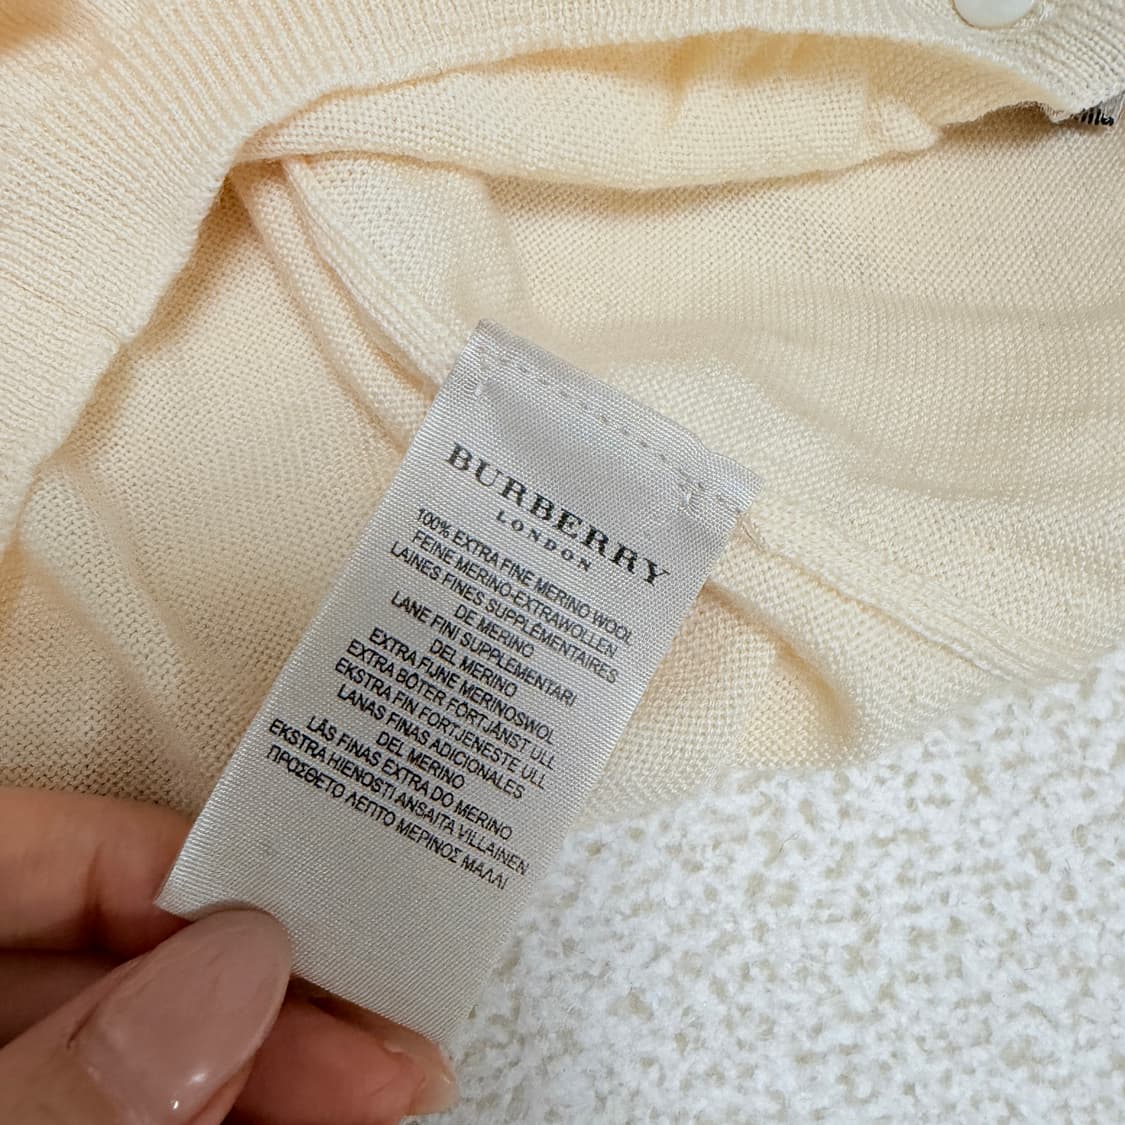 BURBERRY
LONDON
100% EXTRA FINE MERINO WOOL
FEINE MERINO-EXTRAWOLLEN
LAINES FINES SUPPLÉMENTAIRES
DE MERINO
LANE FINI SUPPLEMENTARI
DEL MERINO
EXTRA FIJNE MERINOSWOL
EXTRA BÖTER FÖRTJÄNST ULL
EKSTRA FIN FORTJENESTE ULL
LANAS FINAS ADICIONALES
DEL MERINO
LÃS FINAS EXTRA DO MERINO
EKSTRA HIENOSTI ANSAITA VILLAINEN
ΠΡΟΣΘΕΤΟ ΛΕΠΤΟ ΜΕΡΙΝΟΣ ΜΑΛΛΙ